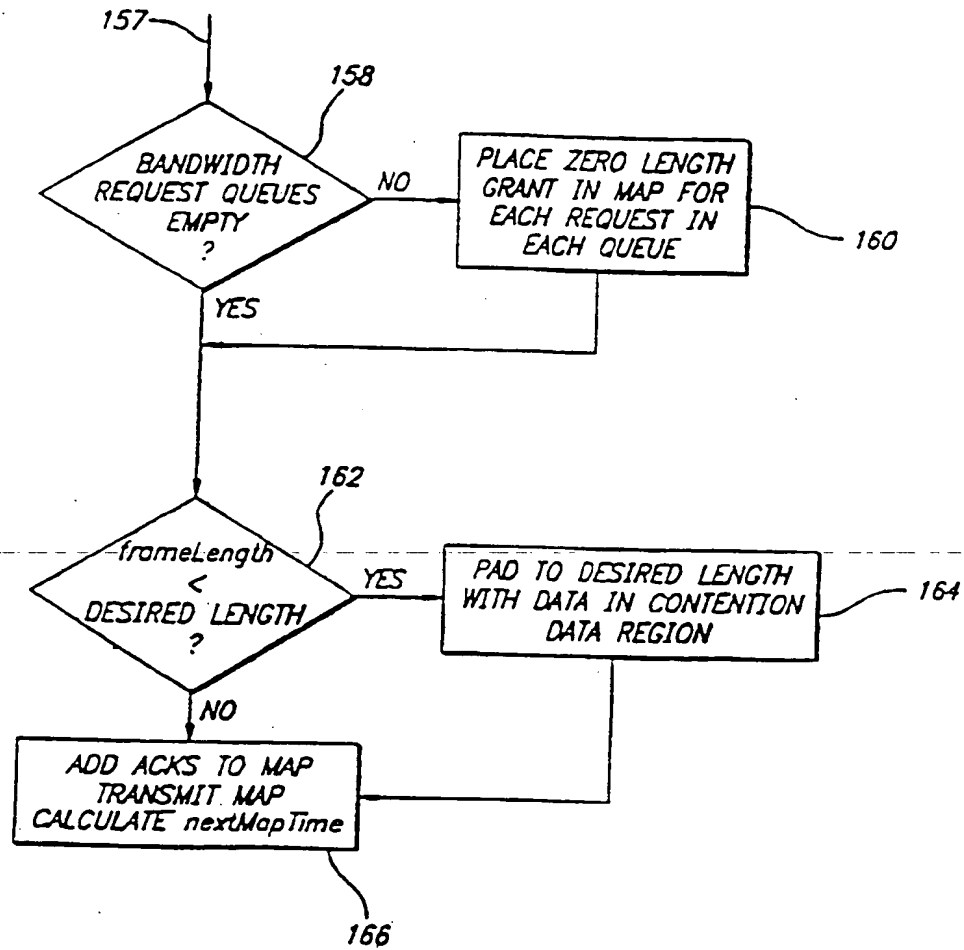 157
158
BANDWIDTH
REQUEST QUEUES
EMPTY
?
NO
PLACE ZERO LENGTH
GRANT IN MAP FOR
EACH REQUEST IN
EACH QUEUE
160
YES
162
frameLength
<
DESIRED LENGTH
?
YES
PAD TO DESIRED LENGTH
WITH DATA IN CONTENTION
DATA REGION
164
NO
ADD ACKS TO MAP
TRANSMIT MAP
CALCULATE nextMapTime
166